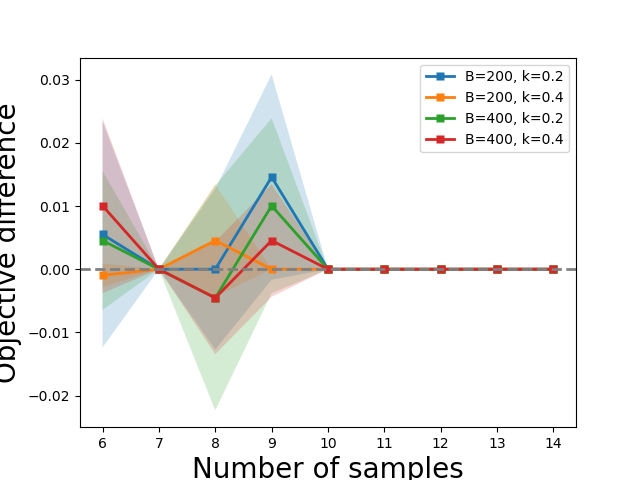 Objective difference
0.03
0.02
0.01
0.00
−0.01
−0.02
B=200, k=0.2
B=200, k=0.4
B=400, k=0.2
B=400, k=0.4
6 7 8 9 10 11 12 13 14
Number of samples